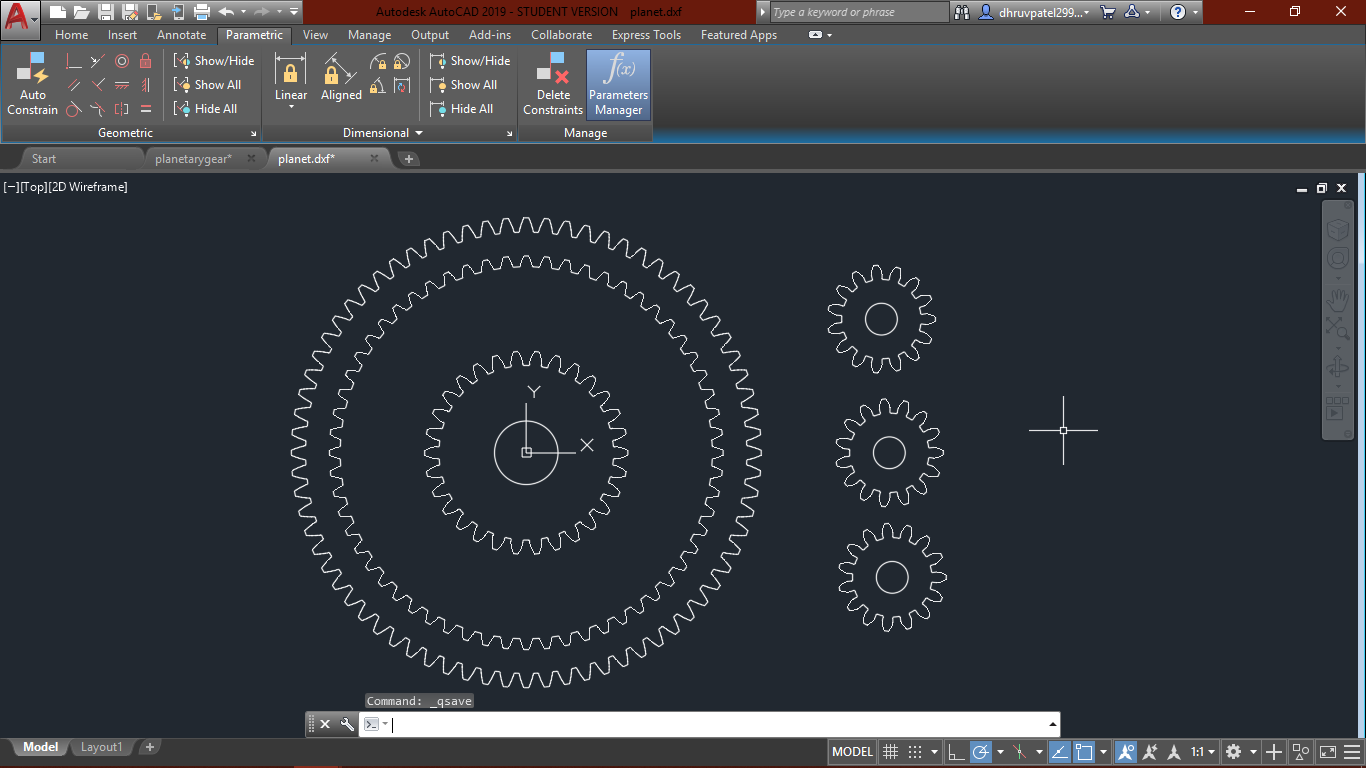 Autodesk AutoCAD 2019 - STUDENT VERSION planet.dxf
Type a keyword or phrase
dhruvpatel299...
Home Insert Annotate Parametric View Manage Output Add-ins Collaborate Express Tools Featured Apps
Auto
Constrain
Show/Hide
Show All
Hide All
Geometric
Linear
Aligned
Show/Hide
Show All
Hide All
Dimensional
Delete
Constraints
f(x)
Parameters
Manager
Manage
Start planetarygear* planet.dxf*
[−][Top][2D Wireframe]
Y
X
Command: _qsave
Model Layout1
MODEL 1:1